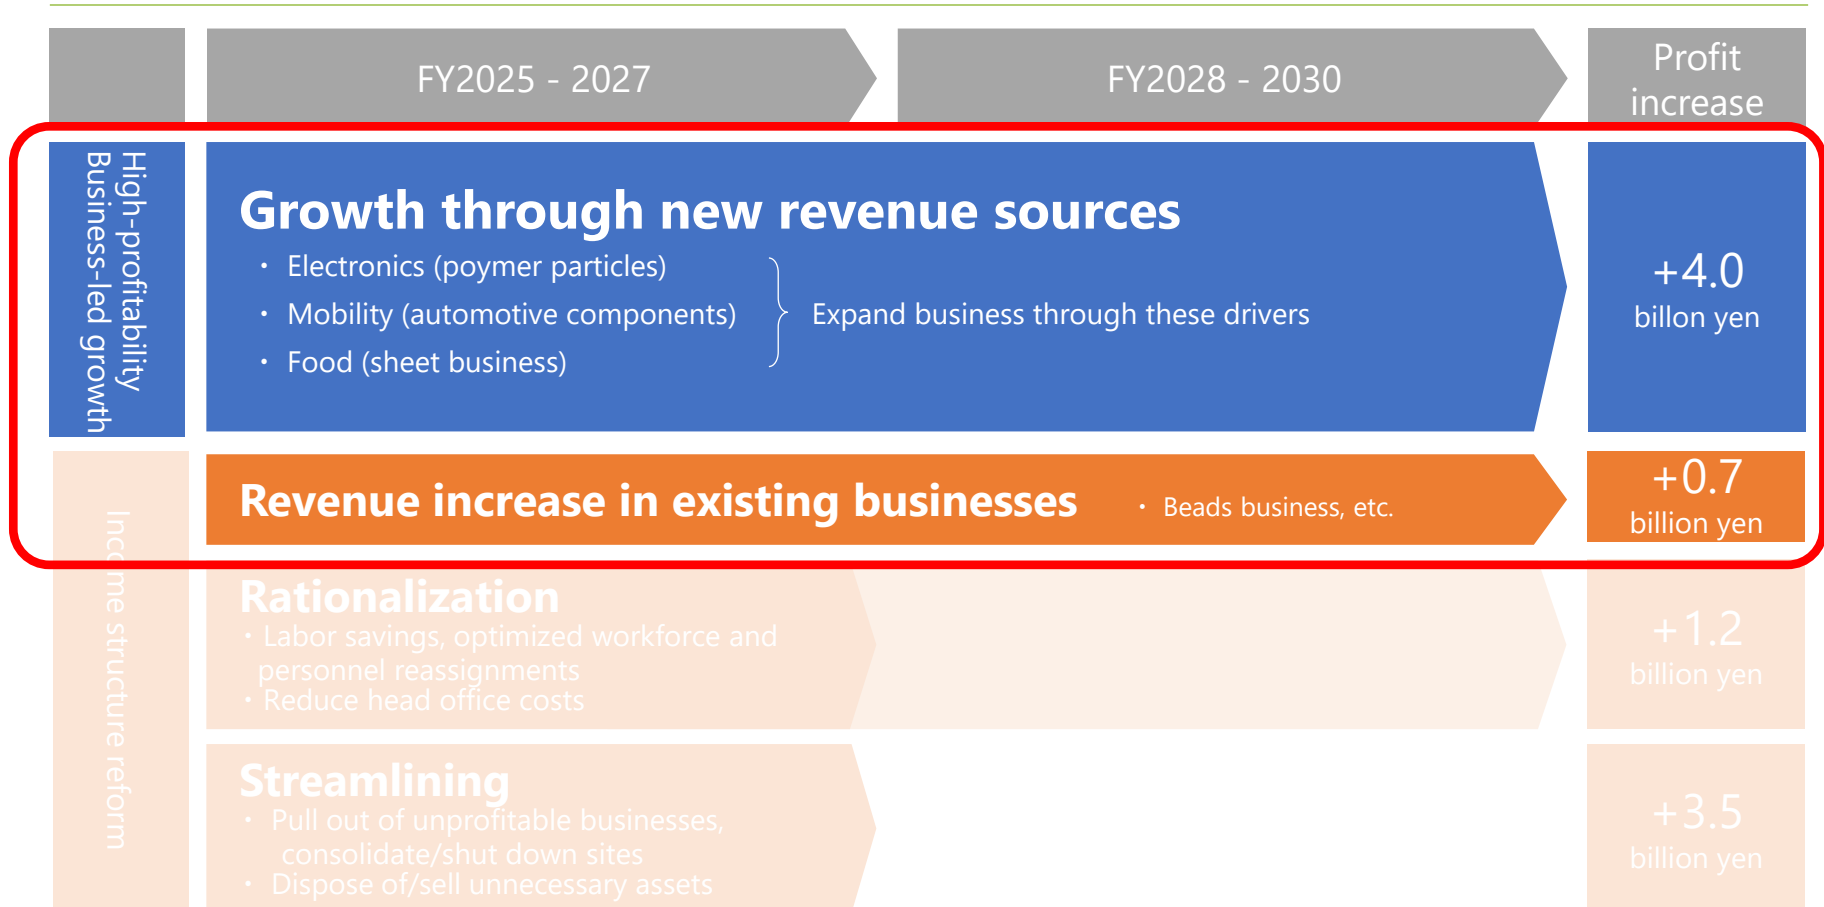 FY2025 - 2027
FY2028 - 2030
Profit
increase
High-profitability
Business-led growth
Growth through new revenue sources
・ Electronics (poymer particles)
・ Mobility (automotive components)
・ Food (sheet business)
Expand business through these drivers
+4.0
billon yen
Income structure reform
Revenue increase in existing businesses
・ Beads business, etc.
+0.7
billion yen
Rationalization
・Labor savings, optimized workforce and
personnel reassignments
・Reduce head office costs
+1.2
billion yen
Streamlining
・ Pull out of unprofitable businesses,
consolidate/shut down sites
・ Dispose of/sell unnecessary assets
+3.5
billion yen